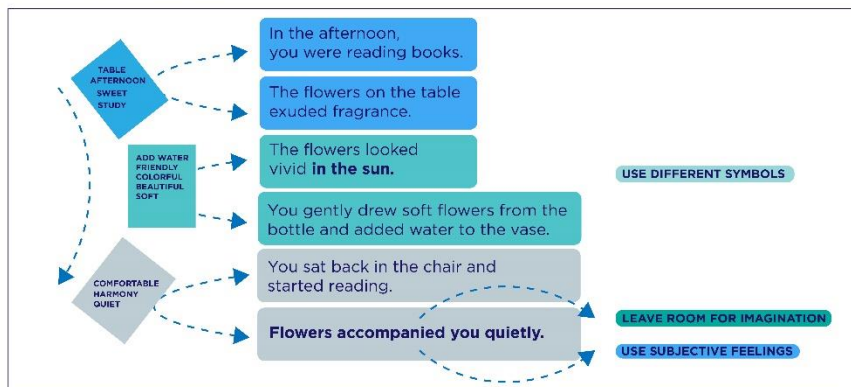 TABLE
AFTERNOON
SWEET
STUDY
In the afternoon,
you were reading books.
The flowers on the table
exuded fragrance.
ADD WATER
FRIENDLY
COLORFUL
BEAUTIFUL
SOFT
The flowers looked
vivid in the sun.
USE DIFFERENT SYMBOLS
You gently drew soft flowers from the
bottle and added water to the vase.
COMFORTABLE
HARMONY
QUIET
You sat back in the chair and
started reading.
Flowers accompanied you quietly.
LEAVE ROOM FOR IMAGINATION
USE SUBJECTIVE FEELINGS